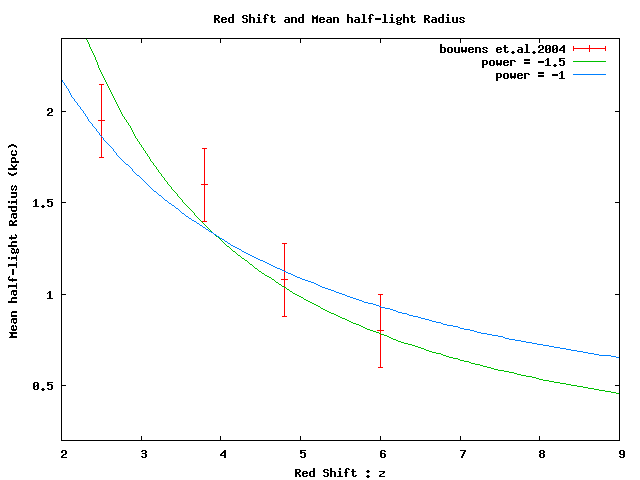 Red Shift and Mean half-light Radius
bouwens et.al.2004
power = -1.5
power = -1
Mean half-light Radius (kpc)
2
1.5
1
0.5
2 3 4 5 6 7 8 9
Red Shift : z